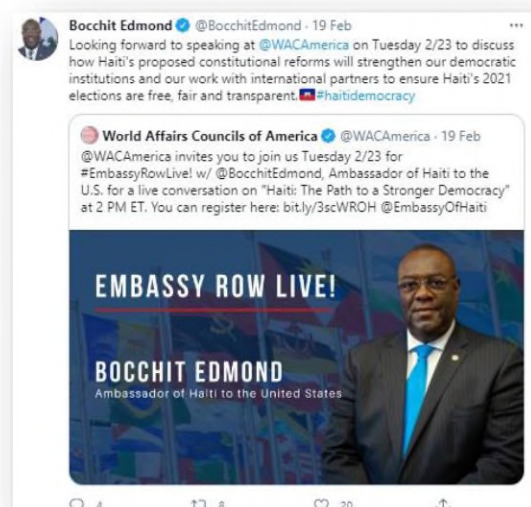 Bocchit Edmond @BocchitEdmond · 19 Feb
Looking forward to speaking at @WACAmerica on Tuesday 2/23 to discuss
how Haiti's proposed constitutional reforms will strengthen our democratic
institutions and our work with international partners to ensure Haiti's 2021
elections are free, fair and transparent. #haitidemocracy
World Affairs Councils of America @WACAmerica · 19 Feb
@WACAmerica invites you to join us Tuesday 2/23 for
#EmbassyRowLive! w/ @BocchitEdmond, Ambassador of Haiti to the
U.S. for a live conversation on "Haiti: The Path to a Stronger Democracy"
at 2 PM ET. You can register here: bit.ly/3scWROH @EmbassyOfHaiti
EMBASSY ROW LIVE!
BOCCHIT EDMOND
Ambassador of Haiti to the United States
4 8 20